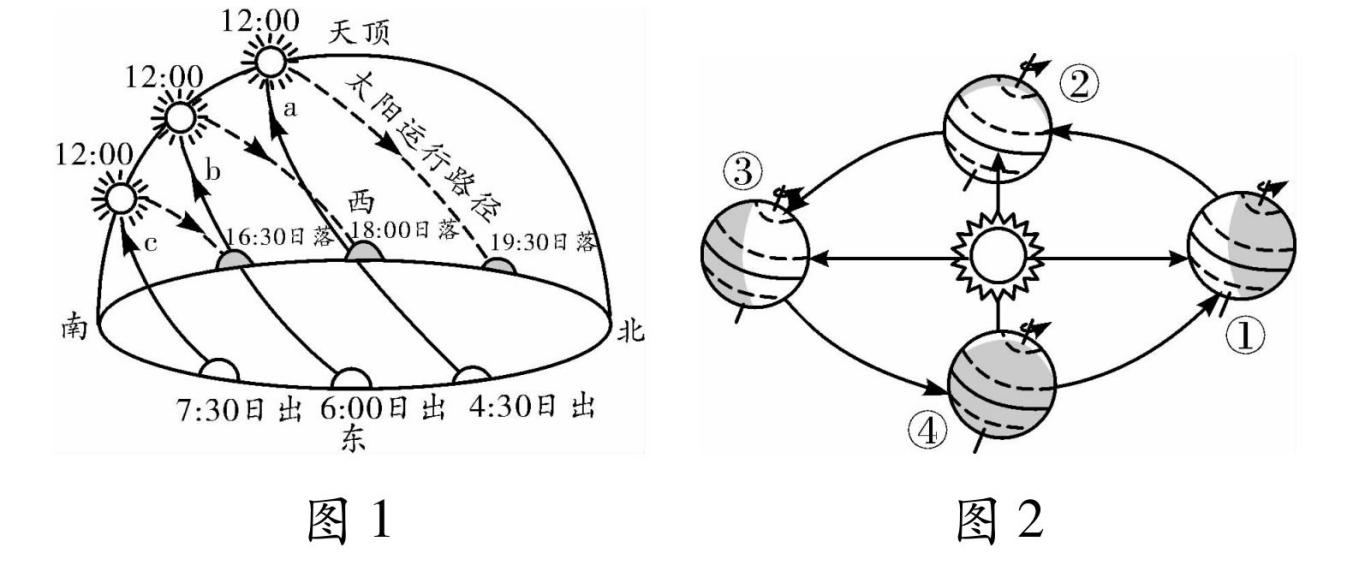 12:00
天顶
12:00
太阳运行路径
a
12:00
b
西
c
16:30日落
18:00日落
19:30日落
南
北
7:30日出
6:00日出
4:30日出
东
图1
②
③
①
④
图2